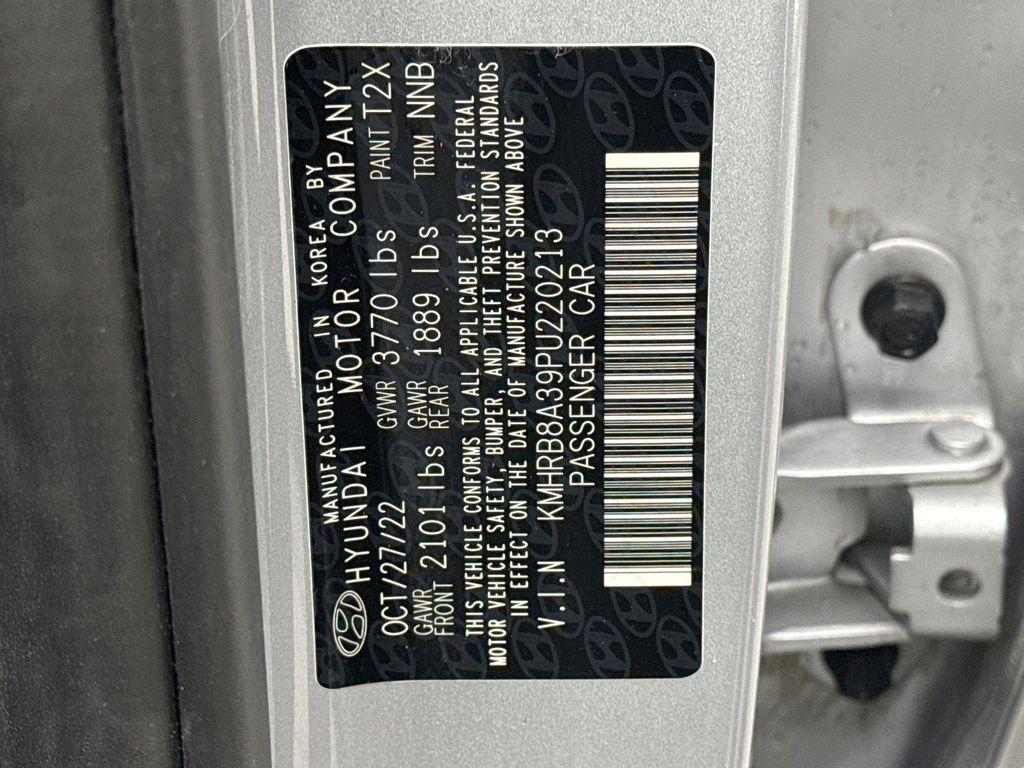 MANUFACTURED IN KOREA BY
HYUNDAI MOTOR COMPANY
OCT/27/22 GVWR 3770 lbs PAINT T2X
GAWR FRONT 2101 lbs GAWR REAR 1889 lbs TRIM NNB
THIS VEHICLE CONFORMS TO ALL APPLICABLE U.S.A. FEDERAL
MOTOR VEHICLE SAFETY, BUMPER, AND THEFT PREVENTION STANDARDS
IN EFFECT ON THE DATE OF MANUFACTURE SHOWN ABOVE
V.I.N KMHRB8A39PU220213
PASSENGER CAR